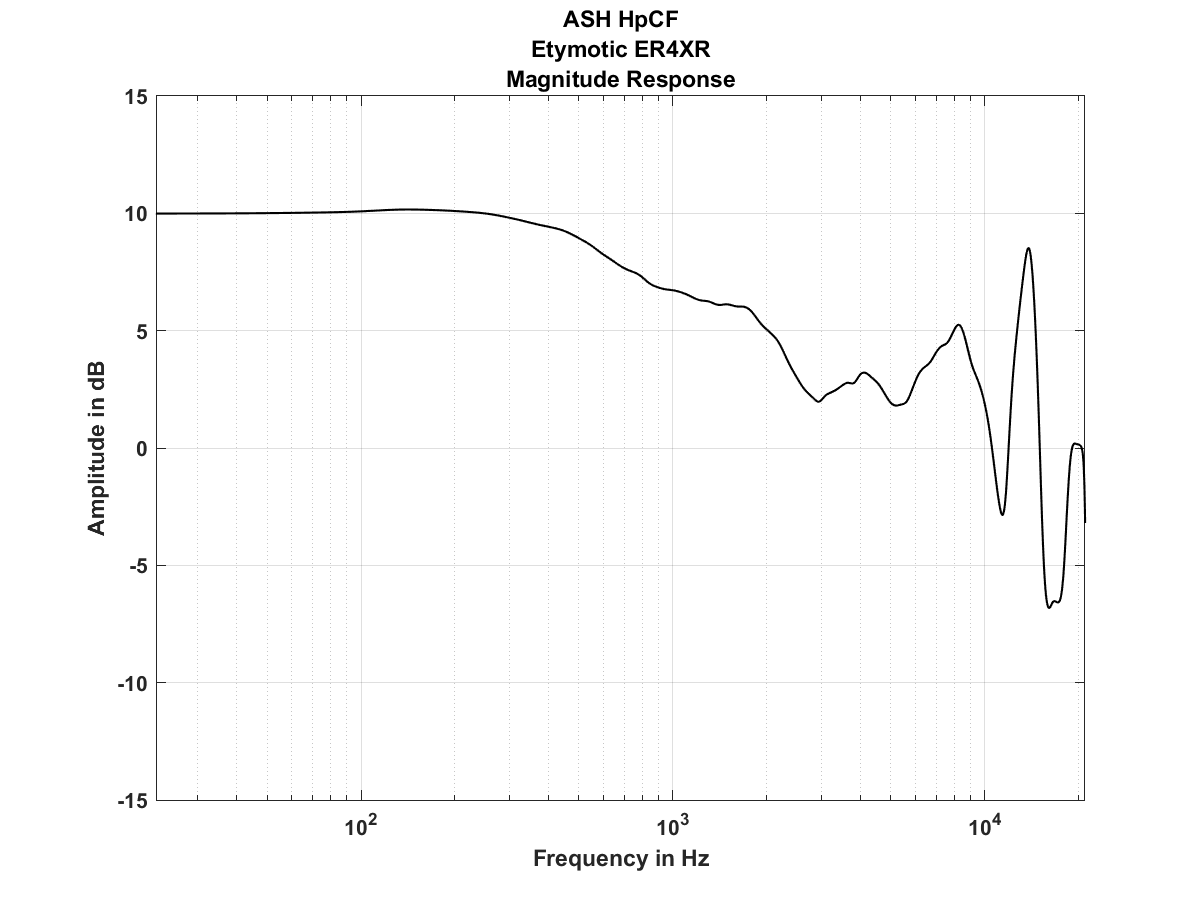 ASH HpCF
Etymotic ER4XR
Magnitude Response
15
10
5
0
-5
-10
-15
Amplitude in dB
10²
10³
10⁴
Frequency in Hz